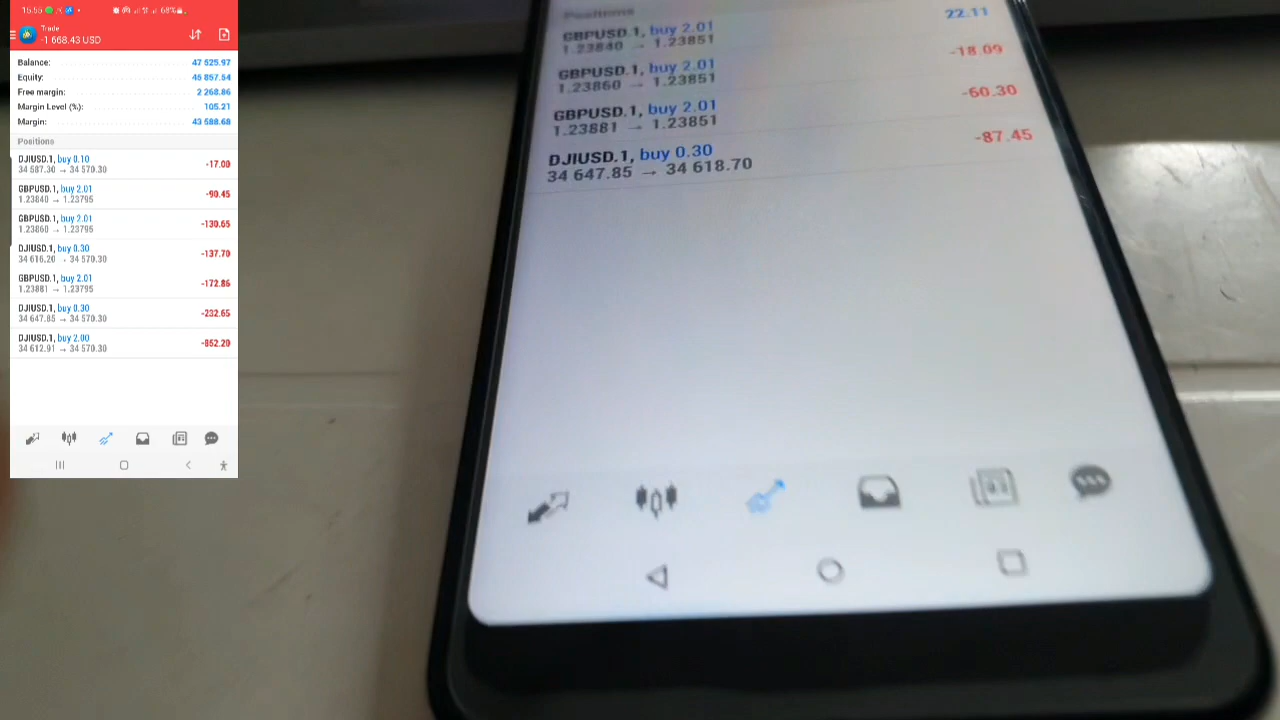 15:55
68%
Trade
-1 668.43 USD
Balance: 47 525.97
Equity: 45 857.54
Free margin: 2 268.86
Margin Level (%): 105.21
Margin: 43 588.68
Positions
DJIUSD.1, buy 0.10
34 587.30 → 34 570.30
-17.00
GBPUSD.1, buy 2.01
1.23840 → 1.23795
-90.45
GBPUSD.1, buy 2.01
1.23860 → 1.23795
-130.65
DJIUSD.1, buy 0.30
34 616.20 → 34 570.30
-137.70
GBPUSD.1, buy 2.01
1.23881 → 1.23795
-172.86
DJIUSD.1, buy 0.30
34 647.85 → 34 570.30
-232.65
DJIUSD.1, buy 2.00
34 612.91 → 34 570.30
-852.20
Positions
GBPUSD.1, buy 2.01
1.23840 → 1.23851
22.11
GBPUSD.1, buy 2.01
1.23860 → 1.23851
-18.09
GBPUSD.1, buy 2.01
1.23881 → 1.23851
-60.30
DJIUSD.1, buy 0.30
34 647.85 → 34 618.70
-87.45